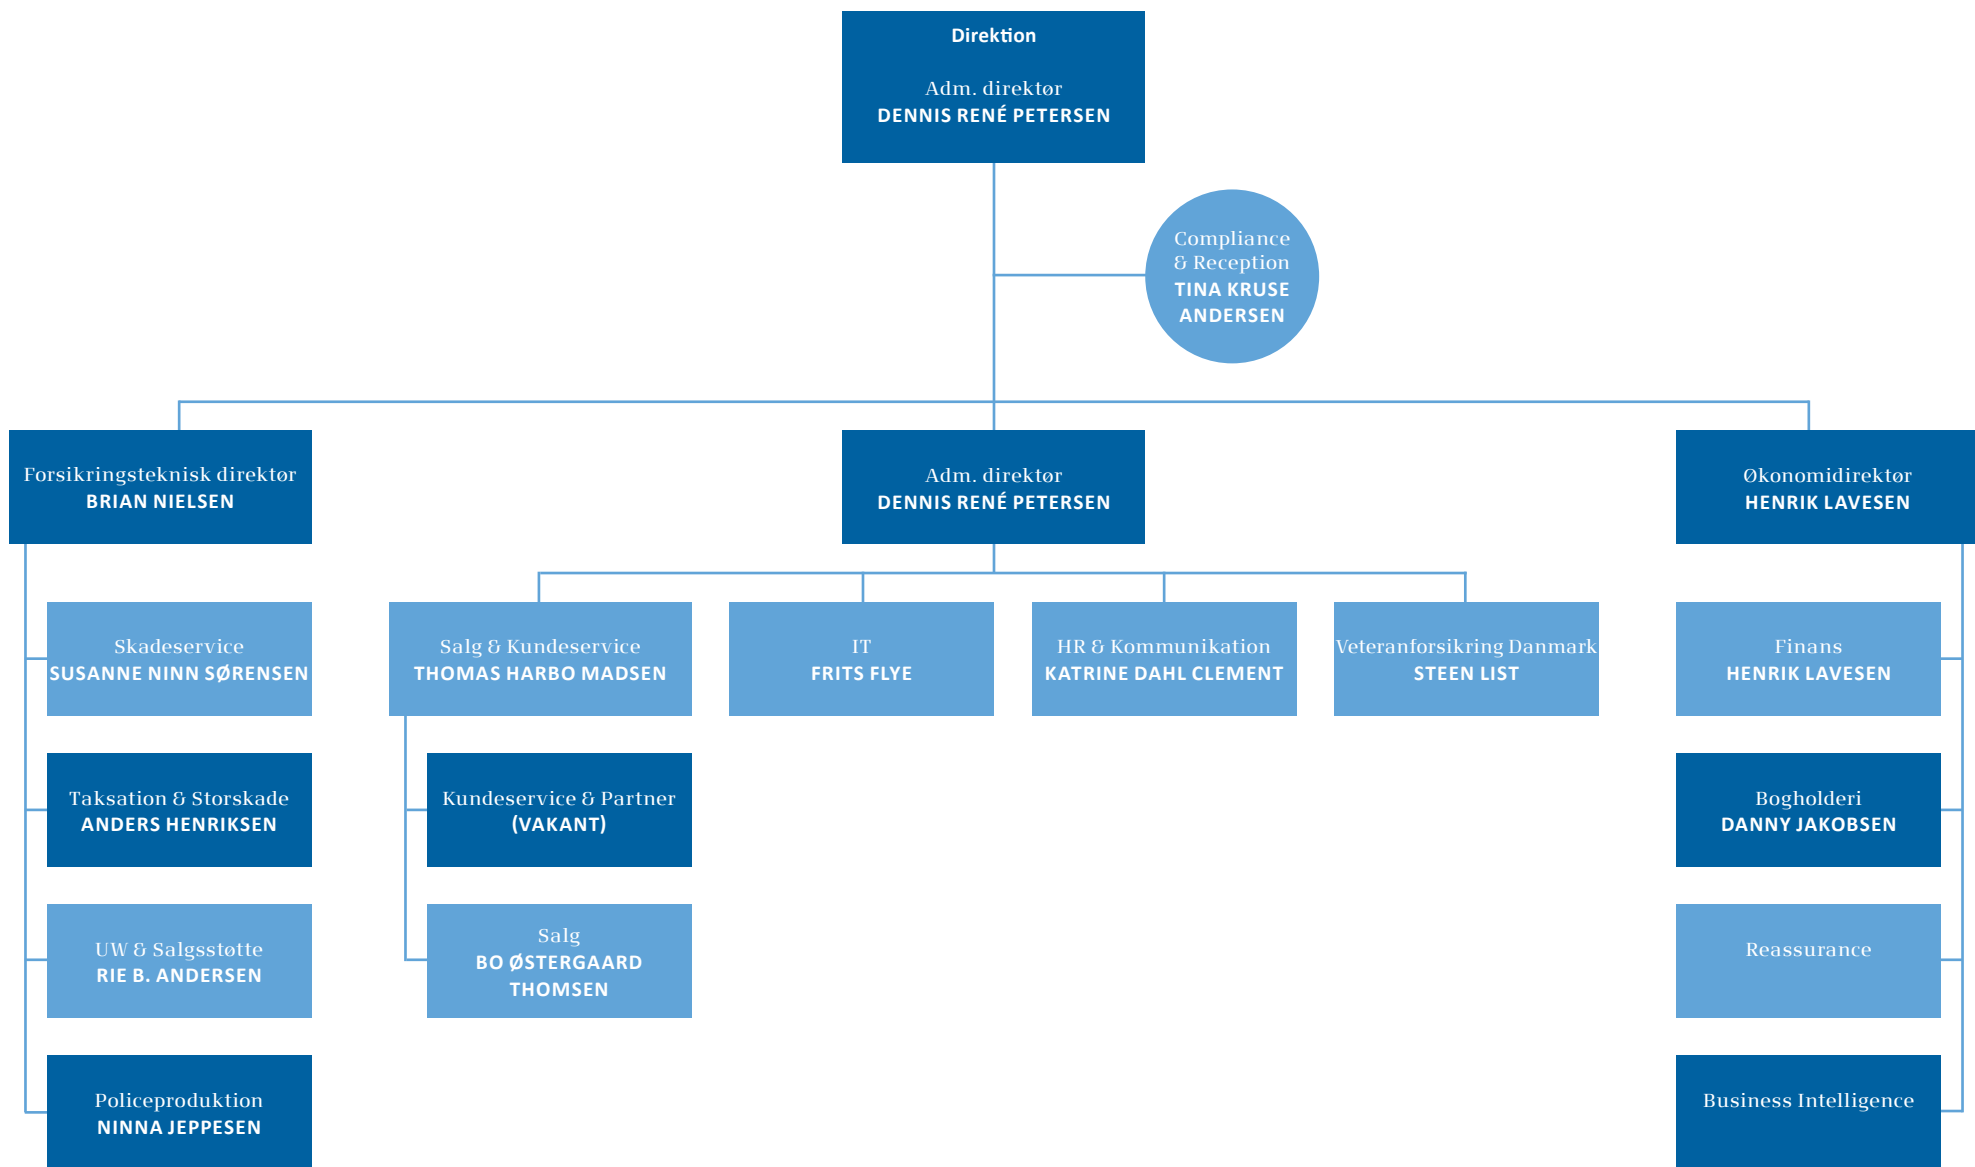 Direktion
Adm. direktør
DENNIS RENÉ PETERSEN
Compliance
& Reception
TINA KRUSE
ANDERSEN
Forsikringsteknisk direktør
BRIAN NIELSEN
Adm. direktør
DENNIS RENÉ PETERSEN
Økonomidirektør
HENRIK LAVESEN
Skadeservice
SUSANNE NINN SØRENSEN
Salg & Kundeservice
THOMAS HARBO MADSEN
IT
FRITS FLYE
HR & Kommunikation
KATRINE DAHL CLEMENT
Veteranforsikring Danmark
STEEN LIST
Finans
HENRIK LAVESEN
Taksation & Storskade
ANDERS HENRIKSEN
Kundeservice & Partner
(VAKANT)
Bogholderi
DANNY JAKOBSEN
UW & Salgsstøtte
RIE B. ANDERSEN
Salg
BO ØSTERGAARD
THOMSEN
Reassurance
Policeproduktion
NINNA JEPPESEN
Business Intelligence